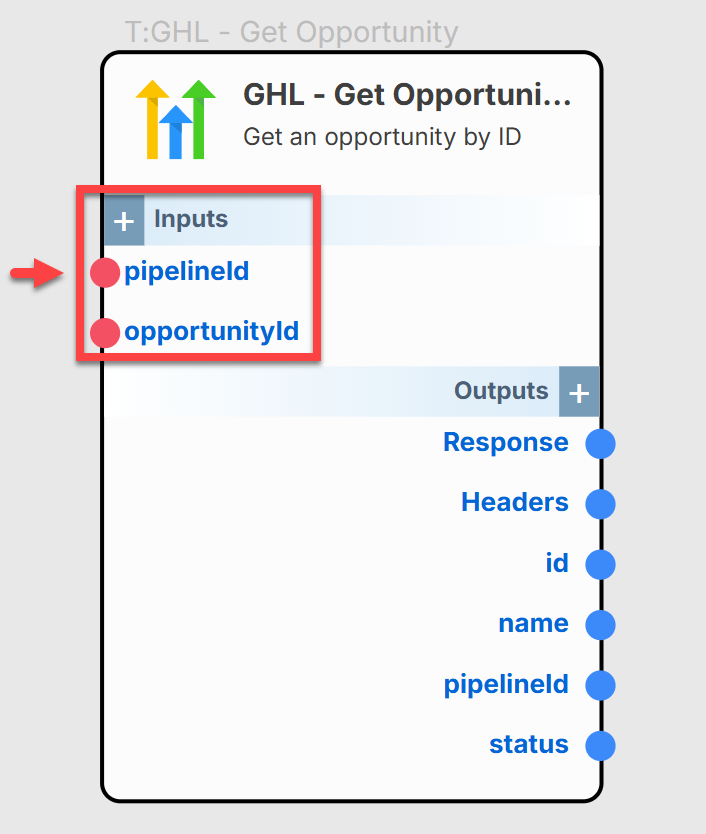 T:GHL - Get Opportunity
GHL - Get Opportuni...
Get an opportunity by ID
+ Inputs
pipelineId
opportunityId
Outputs +
Response
Headers
id
name
pipelineId
status